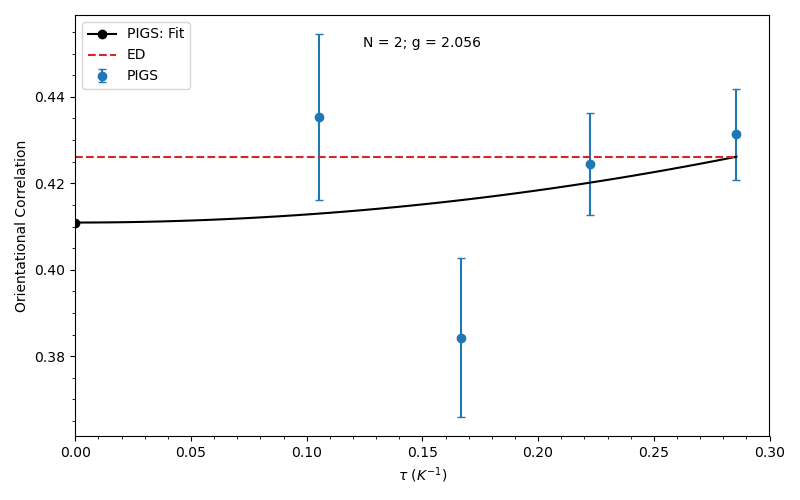 N = 2; g = 2.056
PIGS: Fit
ED
PIGS
Orientational Correlation
0.44
0.42
0.40
0.38
0.00 0.05 0.10 0.15 0.20 0.25 0.30
τ (K⁻¹)